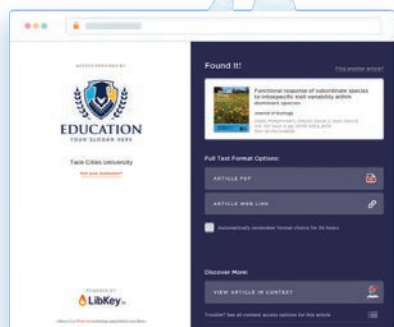 ACCESS PROVIDED BY
EDUCATION
YOUR SLOGAN HERE
Twin Cities University
Not your institution?
POWERED BY
LibKey
Found It!
Find another article?
Functional response of subordinate species
to intraspecific trait variability within
dominant species
Journal of Ecology
Full Text Format Options:
ARTICLE PDF
ARTICLE WEB LINK
Automatically remember format choice for 24 hours
Discover More:
VIEW ARTICLE IN CONTEXT
Trouble? See all content access options for this article